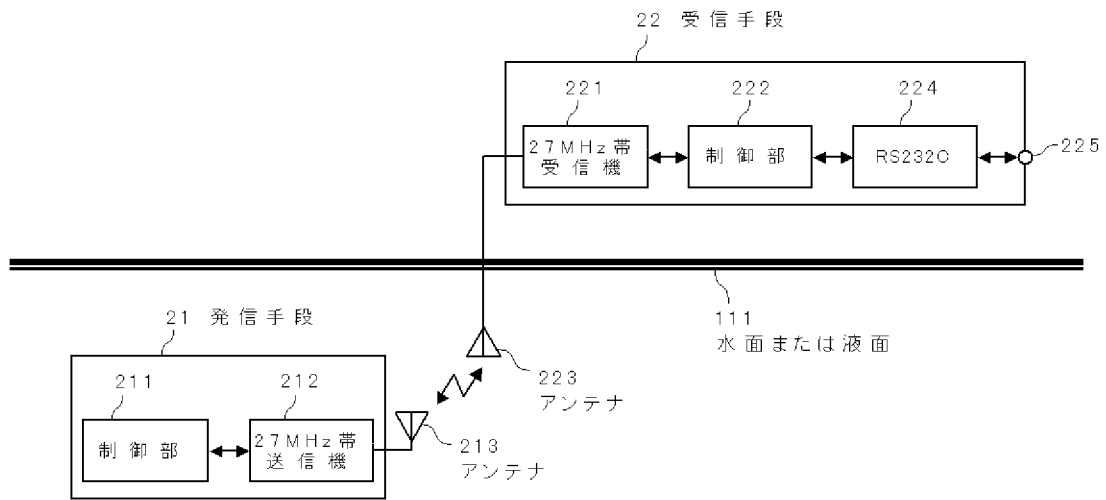 22 受信手段
221
222
224
27MHz帯
受信機
制御部
RS232C
225
111
水面または液面
21 発信手段
211
212
制御部
27MHz帯
送信機
223
アンテナ
213
アンテナ